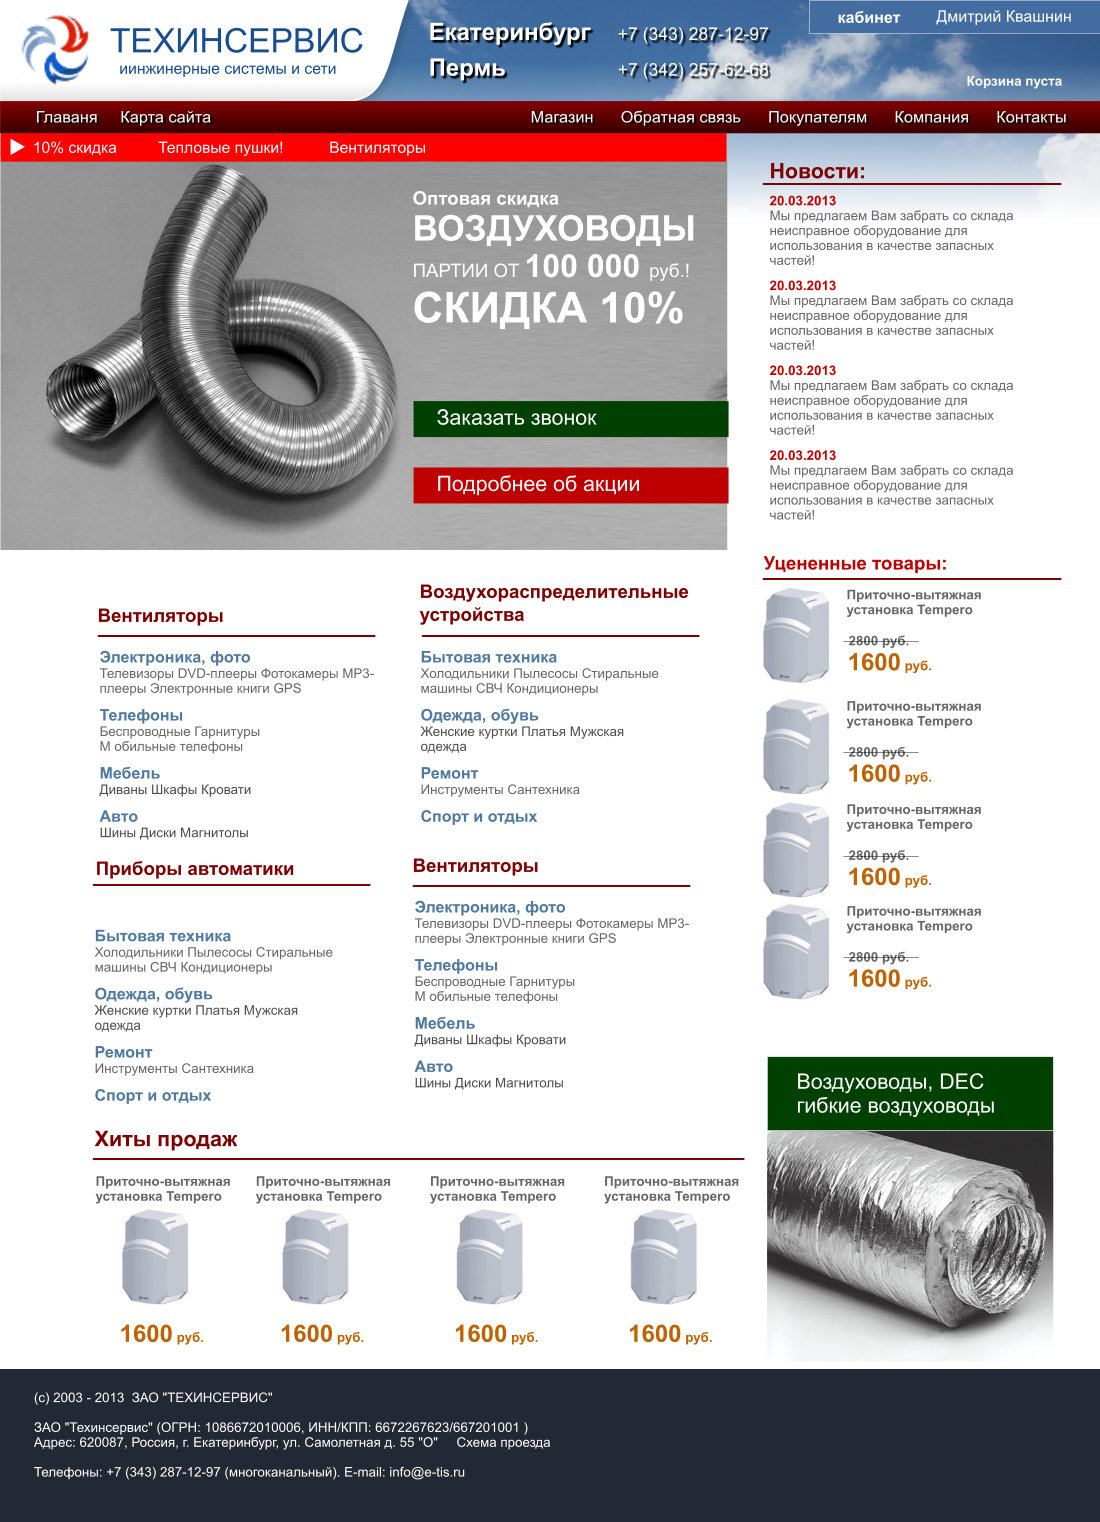 ТЕХИНСЕРВИС
иинжинерные системы и сети
Екатеринбург +7 (343) 287-12-97
Пермь +7 (342) 257-62-68
кабинет Дмитрий Квашнин
Корзина пуста
Главаня Карта сайта Магазин Обратная связь Покупателям Компания Контакты
10% скидка Тепловые пушки! Вентиляторы
Оптовая скидка
ВОЗДУХОВОДЫ
ПАРТИИ ОТ 100 000 руб.!
СКИДКА 10%
Заказать звонок
Подробнее об акции
Новости:
20.03.2013
Мы предлагаем Вам забрать со склада
неисправное оборудование для
использования в качестве запасных
частей!
20.03.2013
Мы предлагаем Вам забрать со склада
неисправное оборудование для
использования в качестве запасных
частей!
20.03.2013
Мы предлагаем Вам забрать со склада
неисправное оборудование для
использования в качестве запасных
частей!
20.03.2013
Мы предлагаем Вам забрать со склада
неисправное оборудование для
использования в качестве запасных
частей!
Уцененные товары:
Приточно-вытяжная
установка Tempero
2800 руб.
1600 руб.
Приточно-вытяжная
установка Tempero
2800 руб.
1600 руб.
Приточно-вытяжная
установка Tempero
2800 руб.
1600 руб.
Приточно-вытяжная
установка Tempero
2800 руб.
1600 руб.
Вентиляторы
Электроника, фото
Телевизоры DVD-плееры Фотокамеры MP3-
плееры Электронные книги GPS
Телефоны
Беспроводные Гарнитуры
М обильные телефоны
Мебель
Диваны Шкафы Кровати
Авто
Шины Диски Магнитолы
Воздухораспределительные
устройства
Бытовая техника
Холодильники Пылесосы Стиральные
машины СВЧ Кондиционеры
Одежда, обувь
Женские куртки Платья Мужская
одежда
Ремонт
Инструменты Сантехника
Спорт и отдых
Приборы автоматики
Бытовая техника
Холодильники Пылесосы Стиральные
машины СВЧ Кондиционеры
Одежда, обувь
Женские куртки Платья Мужская
одежда
Ремонт
Инструменты Сантехника
Спорт и отдых
Вентиляторы
Электроника, фото
Телевизоры DVD-плееры Фотокамеры MP3-
плееры Электронные книги GPS
Телефоны
Беспроводные Гарнитуры
М обильные телефоны
Мебель
Диваны Шкафы Кровати
Авто
Шины Диски Магнитолы
Хиты продаж
Приточно-вытяжная
установка Tempero
1600 руб.
Приточно-вытяжная
установка Tempero
1600 руб.
Приточно-вытяжная
установка Tempero
1600 руб.
Приточно-вытяжная
установка Tempero
1600 руб.
Воздуховоды, DEC
гибкие воздуховоды
(с) 2003 - 2013 ЗАО "ТЕХИНСЕРВИС"
ЗАО "Техинсервис" (ОГРН: 1086672010006, ИНН/КПП: 6672267623/667201001 )
Адрес: 620087, Россия, г. Екатеринбург, ул. Самолетная д. 55 "О" Схема проезда
Телефоны: +7 (343) 287-12-97 (многоканальный). E-mail: info@e-tis.ru